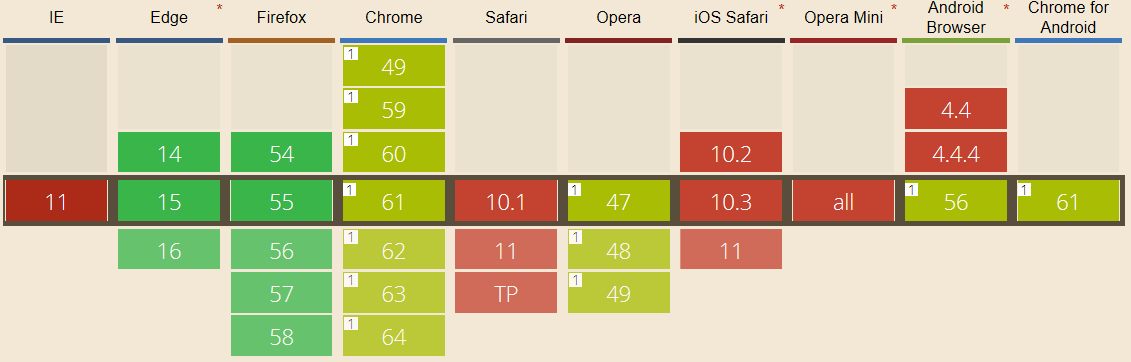 IE Edge * Firefox Chrome Safari Opera iOS Safari * Opera Mini * Android Browser * Chrome for Android
1 49
1 59 4.4
14 54 1 60 10.2 4.4.4
11 15 55 1 61 10.1 1 47 10.3 all 1 56 1 61
16 56 1 62 11 1 48 11
57 1 63 TP 1 49
58 1 64